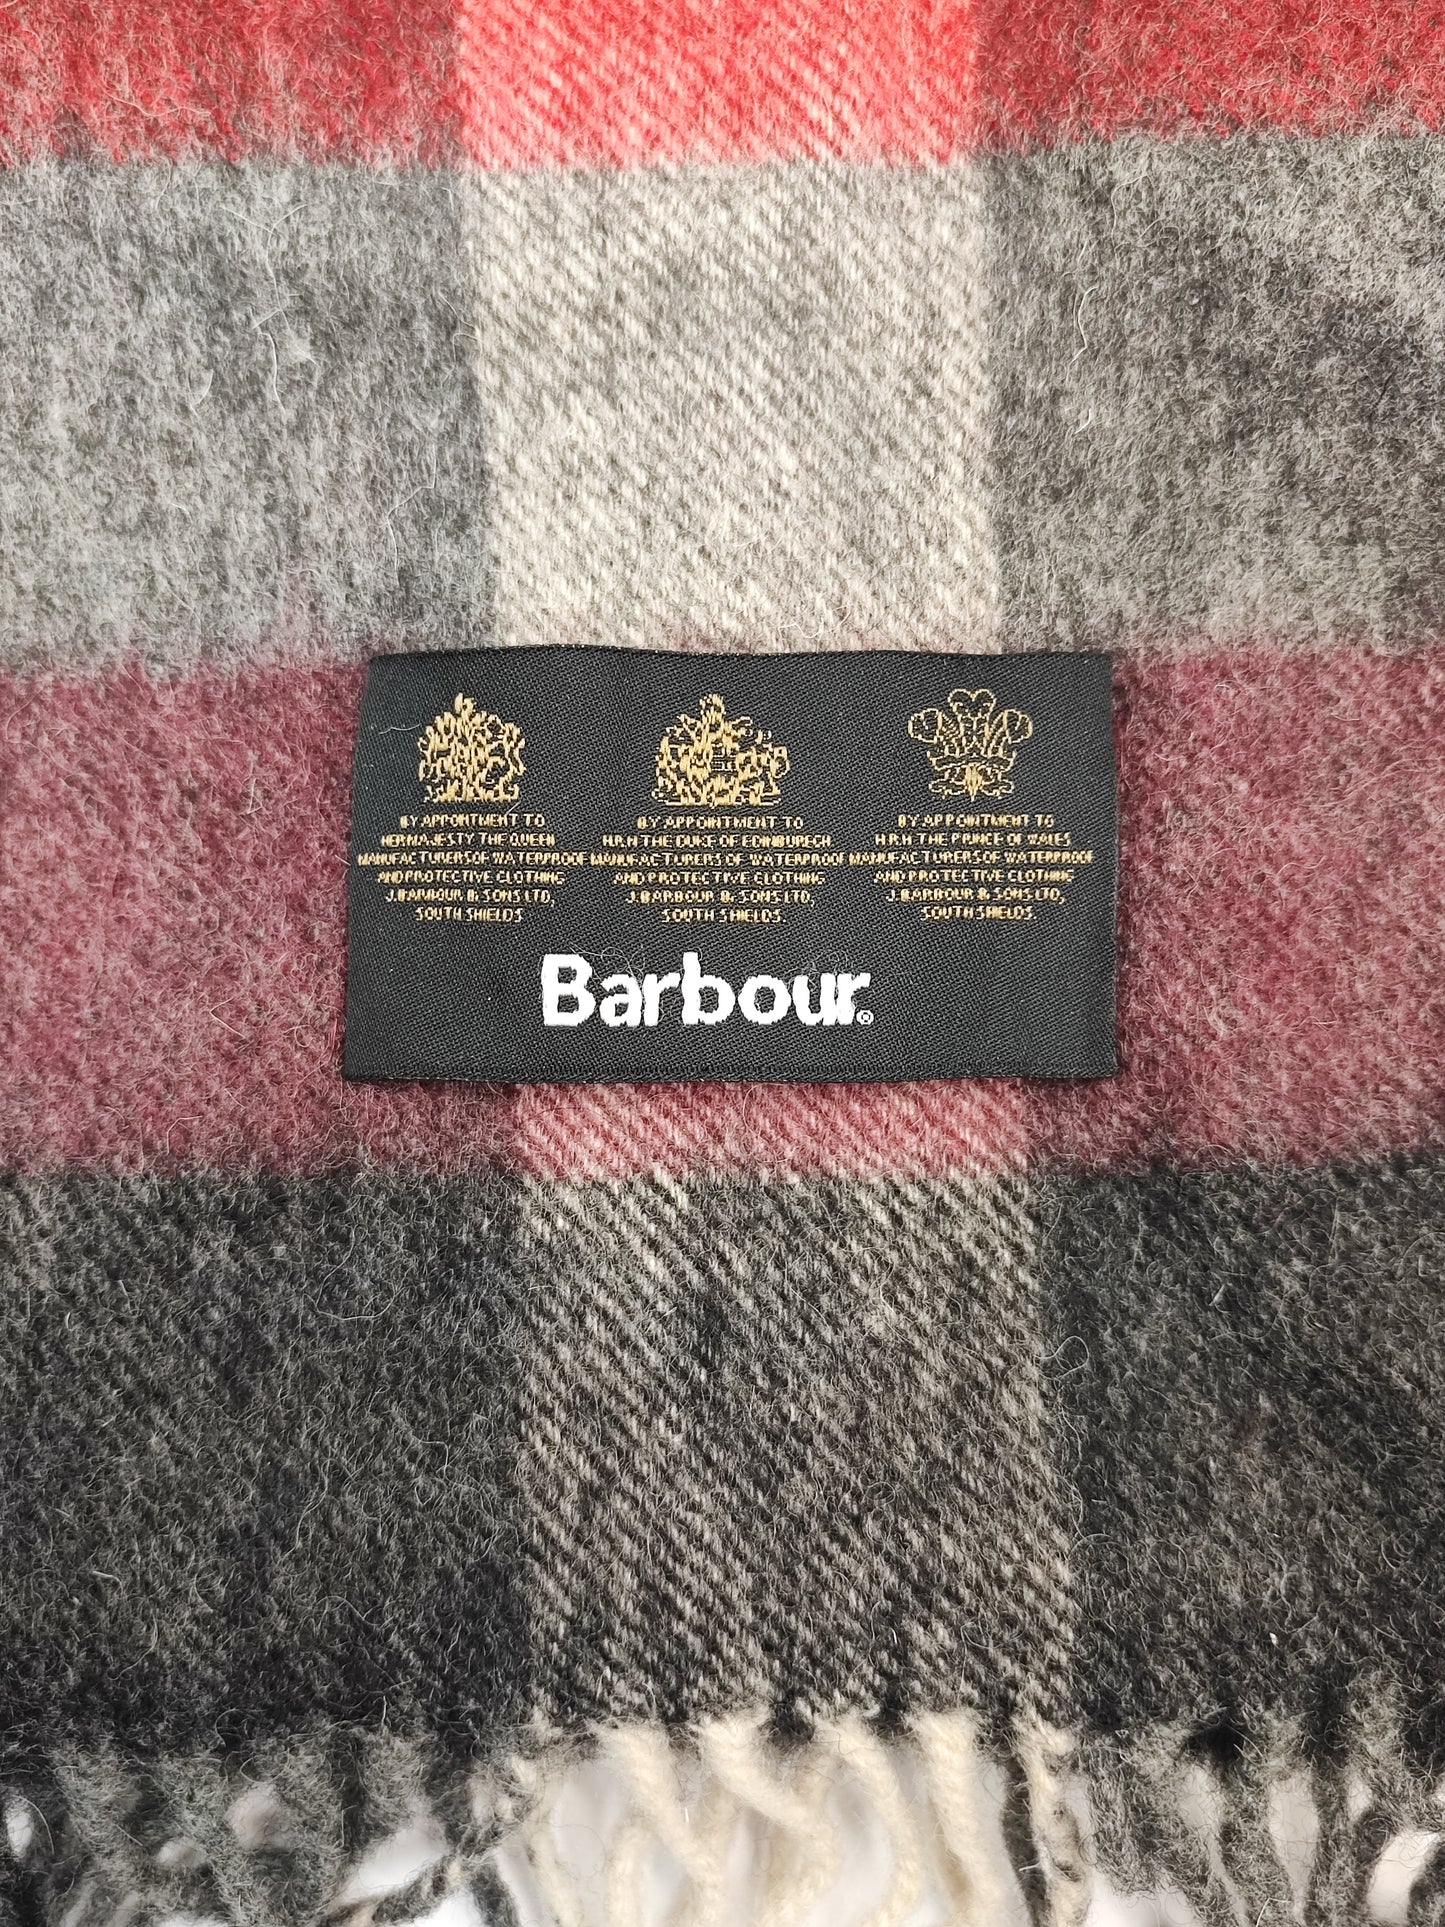 BY APPOINTMENT TO
HER MAJESTY THE QUEEN
MANUFACTURERS OF WATERPROOF
AND PROTECTIVE CLOTHING
J. BARBOUR & SONS LTD,
SOUTH SHIELDS
BY APPOINTMENT TO
H.R.H THE DUKE OF EDINBURGH
MANUFACTURERS OF WATERPROOF
AND PROTECTIVE CLOTHING
J. BARBOUR & SONS LTD,
SOUTH SHIELDS.
BY APPOINTMENT TO
H.R.H THE PRINCE OF WALES
MANUFACTURERS OF WATERPROOF
AND PROTECTIVE CLOTHING
J. BARBOUR & SONS LTD,
SOUTH SHIELDS.
Barbour®